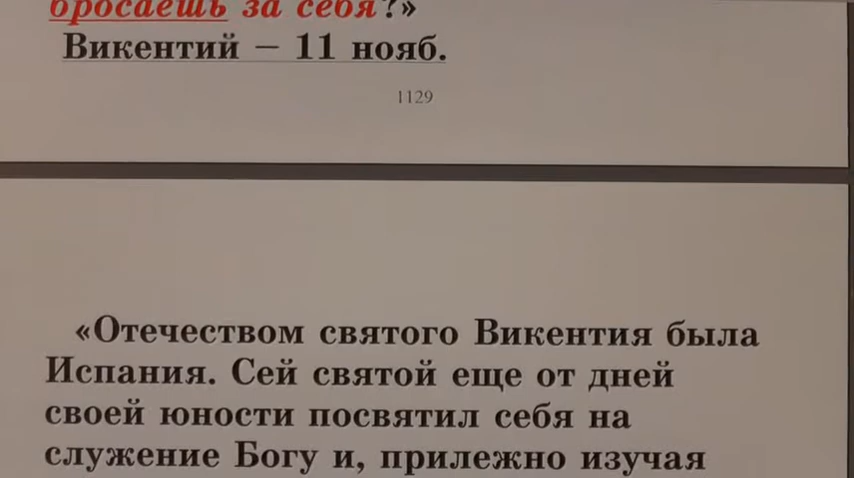 бросаешь за себя?»
Викентий – 11 нояб.
1129
«Отечеством святого Викентия была
Испания. Сей святой еще от дней
своей юности посвятил себя на
служение Богу и, прилежно изучая